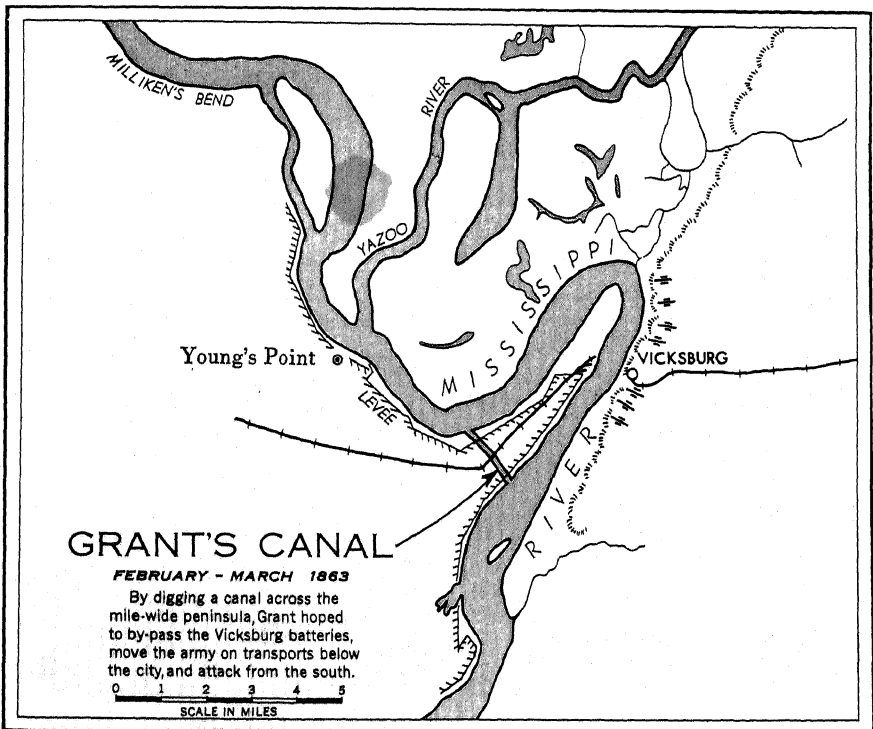 MILLIKEN'S BEND
RIVER
YAZOO
MISSISSIPPI
Young's Point
VICKSBURG
LEVEE
RIVER
GRANT'S CANAL
FEBRUARY - MARCH 1863
By digging a canal across the
mile-wide peninsula, Grant hoped
to by-pass the Vicksburg batteries,
move the army on transports below
the city, and attack from the south.
0 1 2 3 4 5
SCALE IN MILES